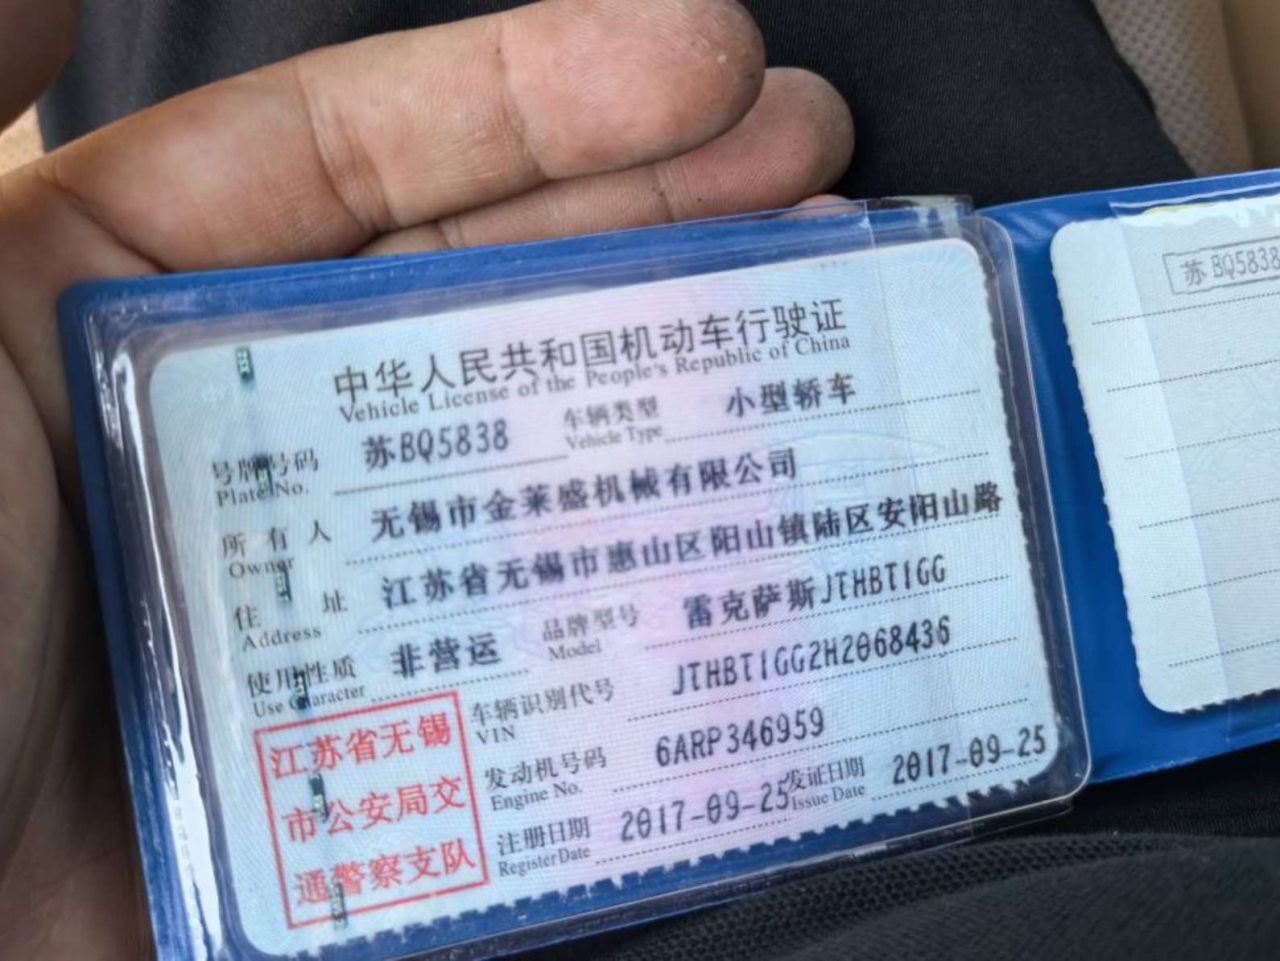 中华人民共和国机动车行驶证
Vehicle License of the People's Republic of China
号牌号码 苏BQ5838 车辆类型 小型轿车
Plate No. Vehicle Type
所有人 无锡市金莱盛机械有限公司
Owner
住址 江苏省无锡市惠山区阳山镇陆区安阳山路
Address
使用性质 非营运 品牌型号 雷克萨斯JTHBT1GG
Use Character Model
车辆识别代号 JTHBT1GG2H2068436
VIN
发动机号码 6ARP346959
Engine No.
注册日期 2017-09-25 发证日期 2017-09-25
Register Date Issue Date
江苏省无锡
市公安局交
通警察支队
苏BQ5838